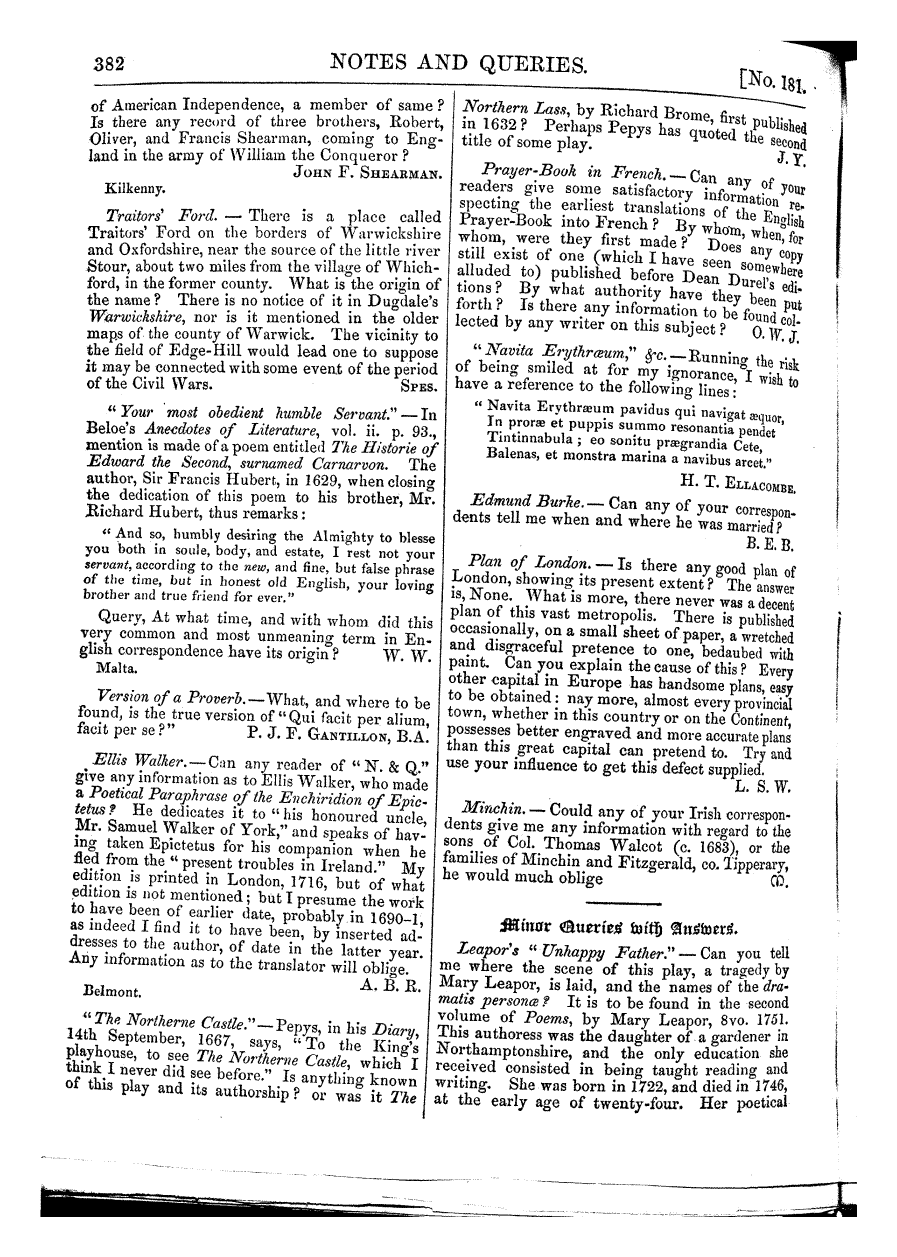 382 NOTES AND QUERIES. [No. 181.
of American Independence, a member of same?
Is there any record of three brothers, Robert,
Oliver, and Francis Shearman, coming to Eng-
land in the army of William the Conqueror?
JOHN F. SHEARMAN.
Kilkenny.
Traitors' Ford. — There is a place called
Traitors' Ford on the borders of Warwickshire
and Oxfordshire, near the source of the little river
Stour, about two miles from the village of Which-
ford, in the former county. What is the origin of
the name? There is no notice of it in Dugdale's
Warwickshire, nor is it mentioned in the older
maps of the county of Warwick. The vicinity to
the field of Edge-Hill would lead one to suppose
it may be connected with some event of the period
of the Civil Wars. SPES.
"Your most obedient humble Servant." — In
Beloe's Anecdotes of Literature, vol. ii. p. 93.,
mention is made of a poem entitled The Historie of
Edward the Second, surnamed Carnarvon. The
author, Sir Francis Hubert, in 1629, when closing
the dedication of this poem to his brother, Mr.
Richard Hubert, thus remarks:
"And so, humbly desiring the Almighty to blesse
you both in soule, body, and estate, I rest not your
servant, according to the new, and fine, but false phrase
of the time, but in honest old English, your loving
brother and true friend for ever."
Query, At what time, and with whom did this
very common and most unmeaning term in En-
glish correspondence have its origin? W. W.
Malta.
Version of a Proverb. — What, and where to be
found, is the true version of "Qui facit per alium,
facit per se?" P. J. F. GANTILLON, B.A.
Ellis Walker. — Can any reader of "N. & Q."
give any information as to Ellis Walker, who made
a Poetical Paraphrase of the Enchiridion of Epic-
tetus? He dedicates it to "his honoured uncle,
Mr. Samuel Walker of York," and speaks of hav-
ing taken Epictetus for his companion when he
fled from the "present troubles in Ireland." My
edition is printed in London, 1716, but of what
edition is not mentioned; but I presume the work
to have been of earlier date, probably in 1690-1,
as indeed I find it to have been, by inserted ad-
dresses to the author, of date in the latter year.
Any information as to the translator will oblige.
A. B. R.
Belmont.
"The Northerne Castle." — Pepys, in his Diary,
14th September, 1667, says, "To the King's
playhouse, to see The Northerne Castle, which I
think I never did see before." Is anything known
of this play and its authorship? or was it The
Northern Lass, by Richard Brome, first published
in 1632? Perhaps Pepys has quoted the second
title of some play. J. Y.
Prayer-Book in French. — Can any of your
readers give some satisfactory information re-
specting the earliest translations of the English
Prayer-Book into French? By whom, when, for
whom, were they first made? Does any copy
still exist of one (which I have seen somewhere
alluded to) published before Dean Durel's edi-
tions? By what authority have they been put
forth? Is there any information to be found col-
lected by any writer on this subject? O. W. J.
"Navita Erythræum," &c. — Running the risk
of being smiled at for my ignorance, I wish to
have a reference to the following lines:
"Navita Erythræum pavidus qui navigat æquor,
In proræ et puppis summo resonantia pendet
Tintinnabula; eo sonitu prægrandia Cete,
Balenas, et monstra marina a navibus arcet."
H. T. ELLACOMBE.
Edmund Burke. — Can any of your correspon-
dents tell me when and where he was married?
B. E. B.
Plan of London. — Is there any good plan of
London, showing its present extent? The answer
is, None. What is more, there never was a decent
plan of this vast metropolis. There is published
occasionally, on a small sheet of paper, a wretched
and disgraceful pretence to one, bedaubed with
paint. Can you explain the cause of this? Every
other capital in Europe has handsome plans, easy
to be obtained: nay more, almost every provincial
town, whether in this country or on the Continent,
possesses better engraved and more accurate plans
than this great capital can pretend to. Try and
use your influence to get this defect supplied.
L. S. W.
Minchin. — Could any of your Irish correspon-
dents give me any information with regard to the
sons of Col. Thomas Walcot (c. 1683), or the
families of Minchin and Fitzgerald, co. Tipperary,
he would much oblige M.
Minor Queries with Answers.
Leapor's "Unhappy Father." — Can you tell
me where the scene of this play, a tragedy by
Mary Leapor, is laid, and the names of the dra-
matis personæ? It is to be found in the second
volume of Poems, by Mary Leapor, 8vo. 1751.
This authoress was the daughter of a gardener in
Northamptonshire, and the only education she
received consisted in being taught reading and
writing. She was born in 1722, and died in 1746,
at the early age of twenty-four. Her poetical